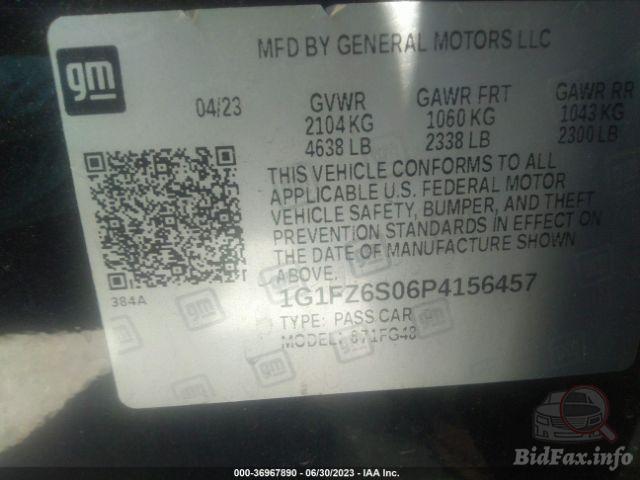 gm
MFD BY GENERAL MOTORS LLC
04/23 GVWR GAWR FRT GAWR RR
2104 KG 1060 KG 1043 KG
4638 LB 2338 LB 2300 LB
THIS VEHICLE CONFORMS TO ALL
APPLICABLE U.S. FEDERAL MOTOR
VEHICLE SAFETY, BUMPER, AND THEFT
PREVENTION STANDARDS IN EFFECT ON
THE DATE OF MANUFACTURE SHOWN
ABOVE.
384A
1G1FZ6S06P4156457
TYPE: PASS CAR
MODEL: 871FG48
BidFax.info
000-36967890 - 06/30/2023 - IAA Inc.